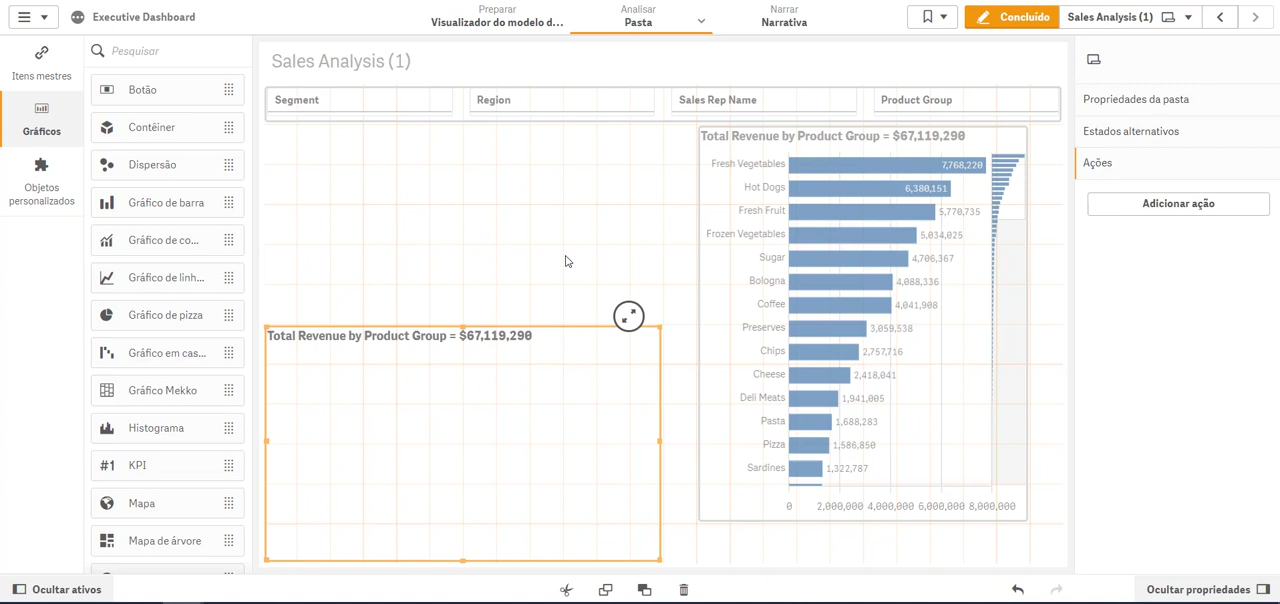 Executive Dashboard
Preparar
Visualizador do modelo d...
Analisar
Pasta
Narrar
Narrativa
Concluído
Sales Analysis (1)
Itens mestres
Gráficos
Objetos
personalizados
Pesquisar
Botão
Contêiner
Dispersão
Gráfico de barra
Gráfico de co...
Gráfico de linh...
Gráfico de pizza
Gráfico em cas...
Gráfico Mekko
Histograma
#1 KPI
Mapa
Mapa de árvore
Sales Analysis (1)
Segment
Region
Sales Rep Name
Product Group
Total Revenue by Product Group = $67,119,290
Total Revenue by Product Group = $67,119,290
Fresh Vegetables 7,768,220
Hot Dogs 6,380,151
Fresh Fruit 5,770,735
Frozen Vegetables 5,034,025
Sugar 4,706,367
Bologna 4,088,336
Coffee 4,041,908
Preserves 3,059,538
Chips 2,757,716
Cheese 2,418,041
Deli Meats 1,941,005
Pasta 1,688,283
Pizza 1,586,850
Sardines 1,322,787
0 2,000,000 4,000,000 6,000,000 8,000,000
Propriedades da pasta
Estados alternativos
Ações
Adicionar ação
Ocultar ativos
Ocultar propriedades